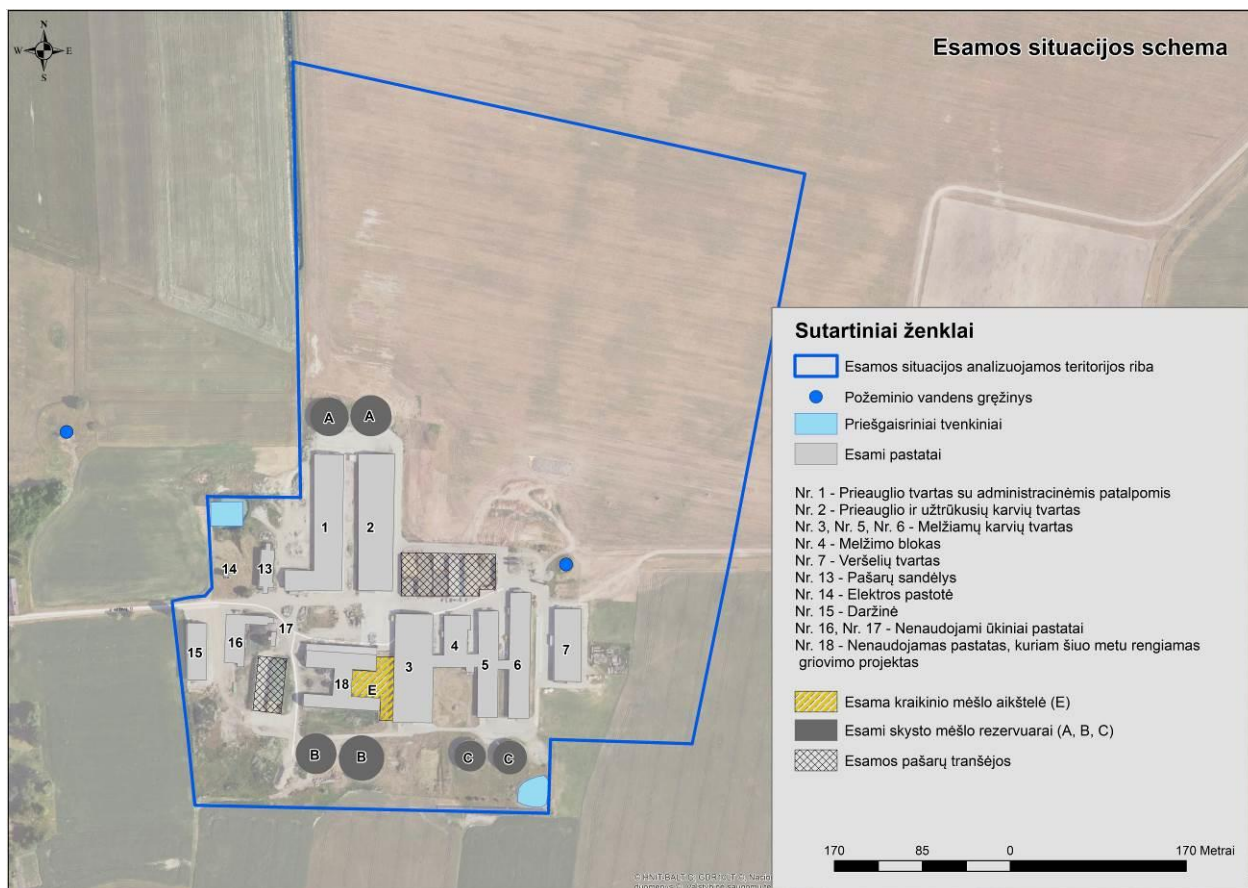 N
W E
S
Esamos situacijos schema
A A
1 2
14 13
17
15 16
18 E 3 4 5 6 7
B B C C
Sutartiniai ženklai
Esamos situacijos analizuojamos teritorijos riba
Požeminio vandens gręžinys
Priešgaisriniai tvenkiniai
Esami pastatai
Nr. 1 - Prieauglio tvartas su administracinėmis patalpomis
Nr. 2 - Prieauglio ir užtrūkusių karvių tvartas
Nr. 3, Nr. 5, Nr. 6 - Melžiamų karvių tvartas
Nr. 4 - Melžimo blokas
Nr. 7 - Veršelių tvartas
Nr. 13 - Pašarų sandėlys
Nr. 14 - Elektros pastotė
Nr. 15 - Daržinė
Nr. 16, Nr. 17 - Nenaudojami ūkiniai pastatai
Nr. 18 - Nenaudojamas pastatas, kuriam šiuo metu rengiamas
griovimo projektas
Esama kraikinio mėšlo aikštelė (E)
Esami skysto mėšlo rezervuarai (A, B, C)
Esamos pašarų tranšėjos
170 85 0 170 Metrai